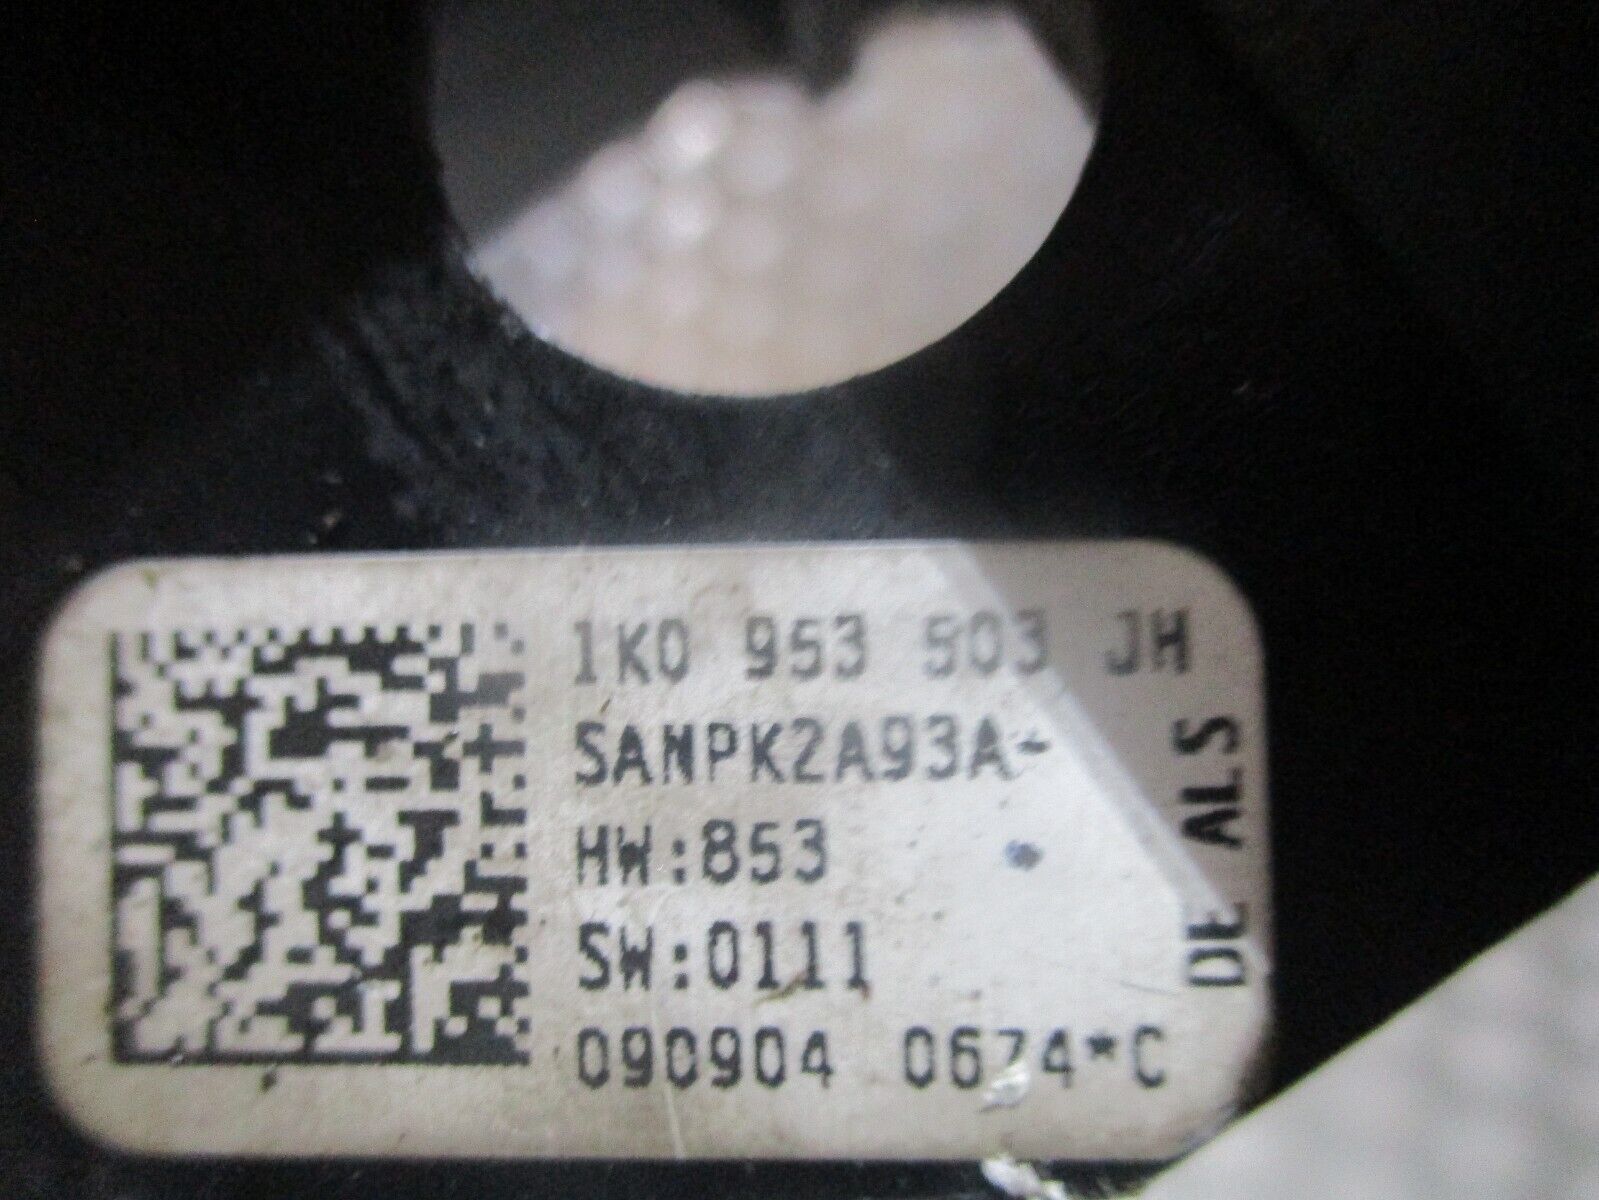 1K0 953 503 JH
SANPK2A93A-
HW:853
SW:0111
090904 0674*C
DE ALS